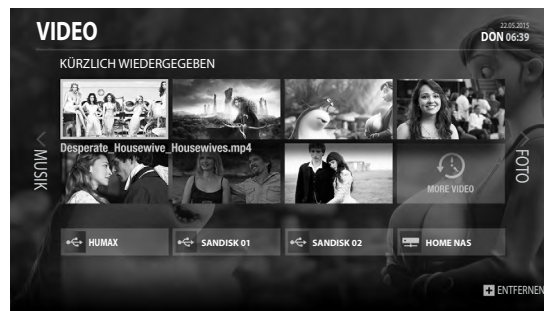 VIDEO
22.05.2015
DON 06:39
KÜRZLICH WIEDERGEGEBEN
Desperate_Housewive_Housewives.mp4
MUSIK
FOTO
MORE VIDEO
HUMAX
SANDISK 01
SANDISK 02
HOME NAS
ENTFERNEN